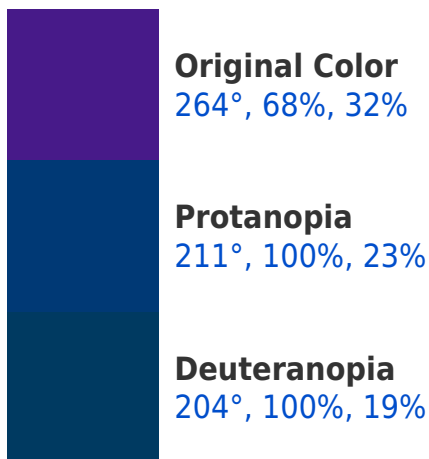 Original Color
264°, 68%, 32%
Protanopia
211°, 100%, 23%
Deuteranopia
204°, 100%, 19%